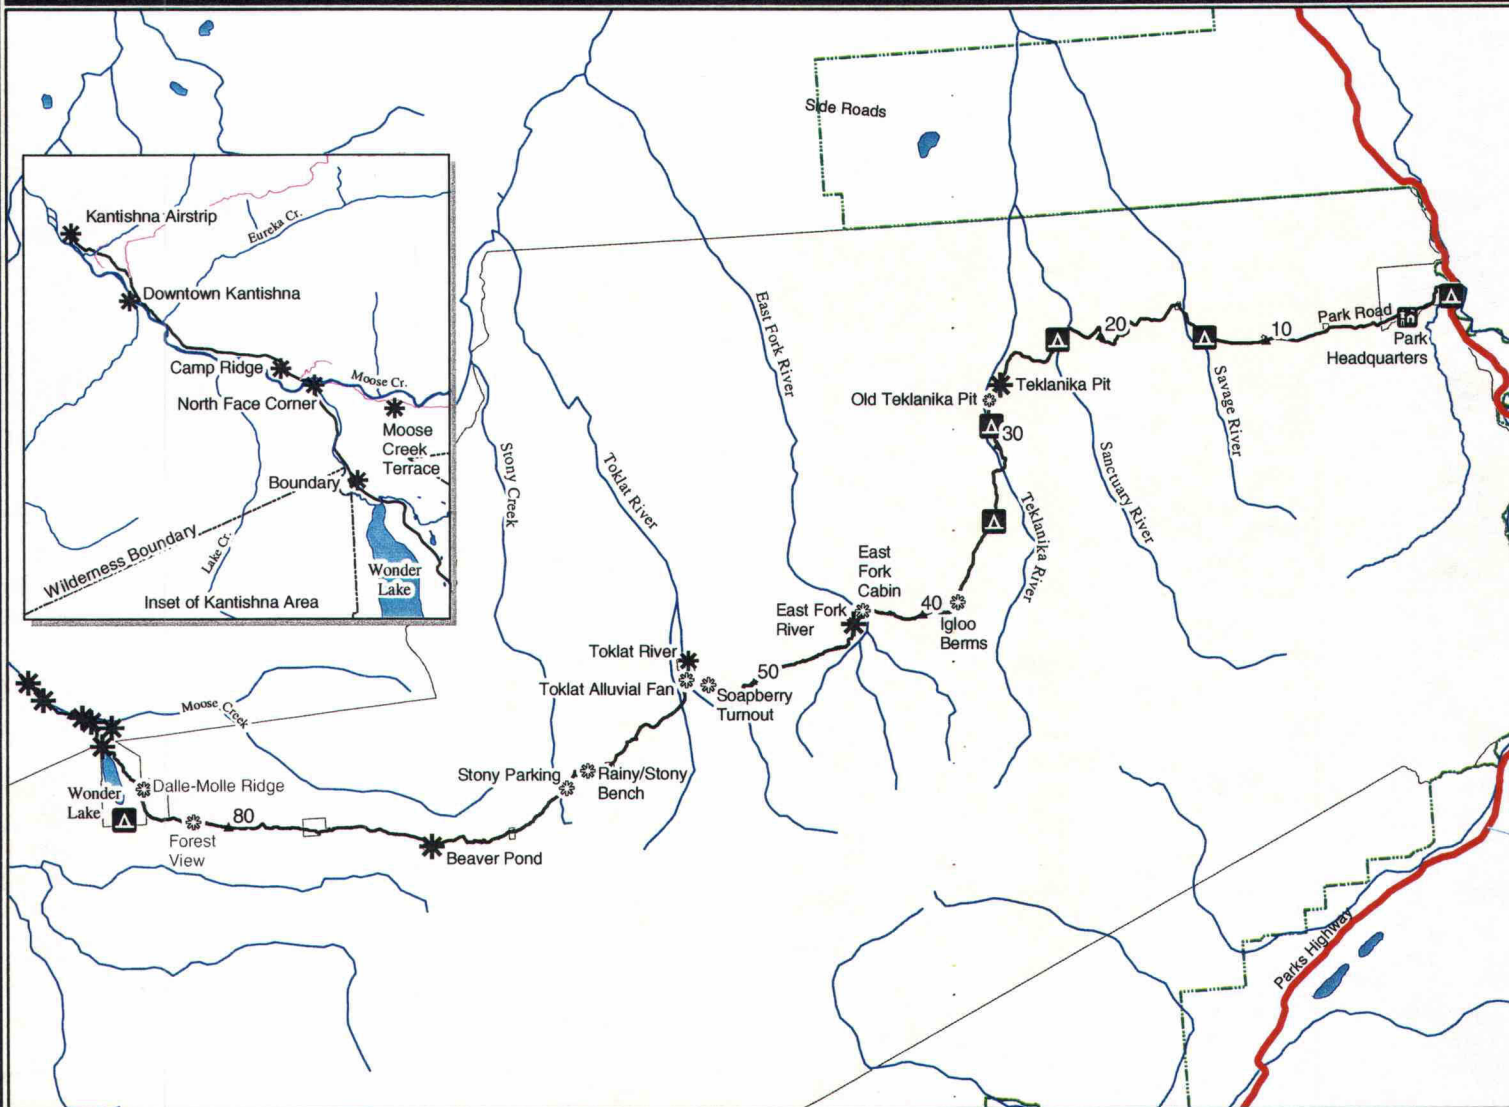 Side Roads
Kantishna Airstrip
Eureka Cr.
Downtown Kantishna
Camp Ridge
Moose Cr.
North Face Corner
Moose
Creek
Terrace
Boundary
Wilderness Boundary
Lake Cr.
Wonder
Lake
Inset of Kantishna Area
East Fork River
20
10
Park Road
Park
Headquarters
Teklanika Pit
Old Teklanika Pit
30
Savage River
Sanctuary River
Teklanika River
Stony Creek
Toklat River
East
Fork
Cabin
East Fork
River
40
Igloo
Berms
Toklat River
50
Toklat Alluvial Fan
Soapberry
Turnout
Moose Creek
Stony Parking
Rainy/Stony
Bench
Wonder
Lake
Dalle-Molle Ridge
80
Forest
View
Beaver Pond
Parks Highway